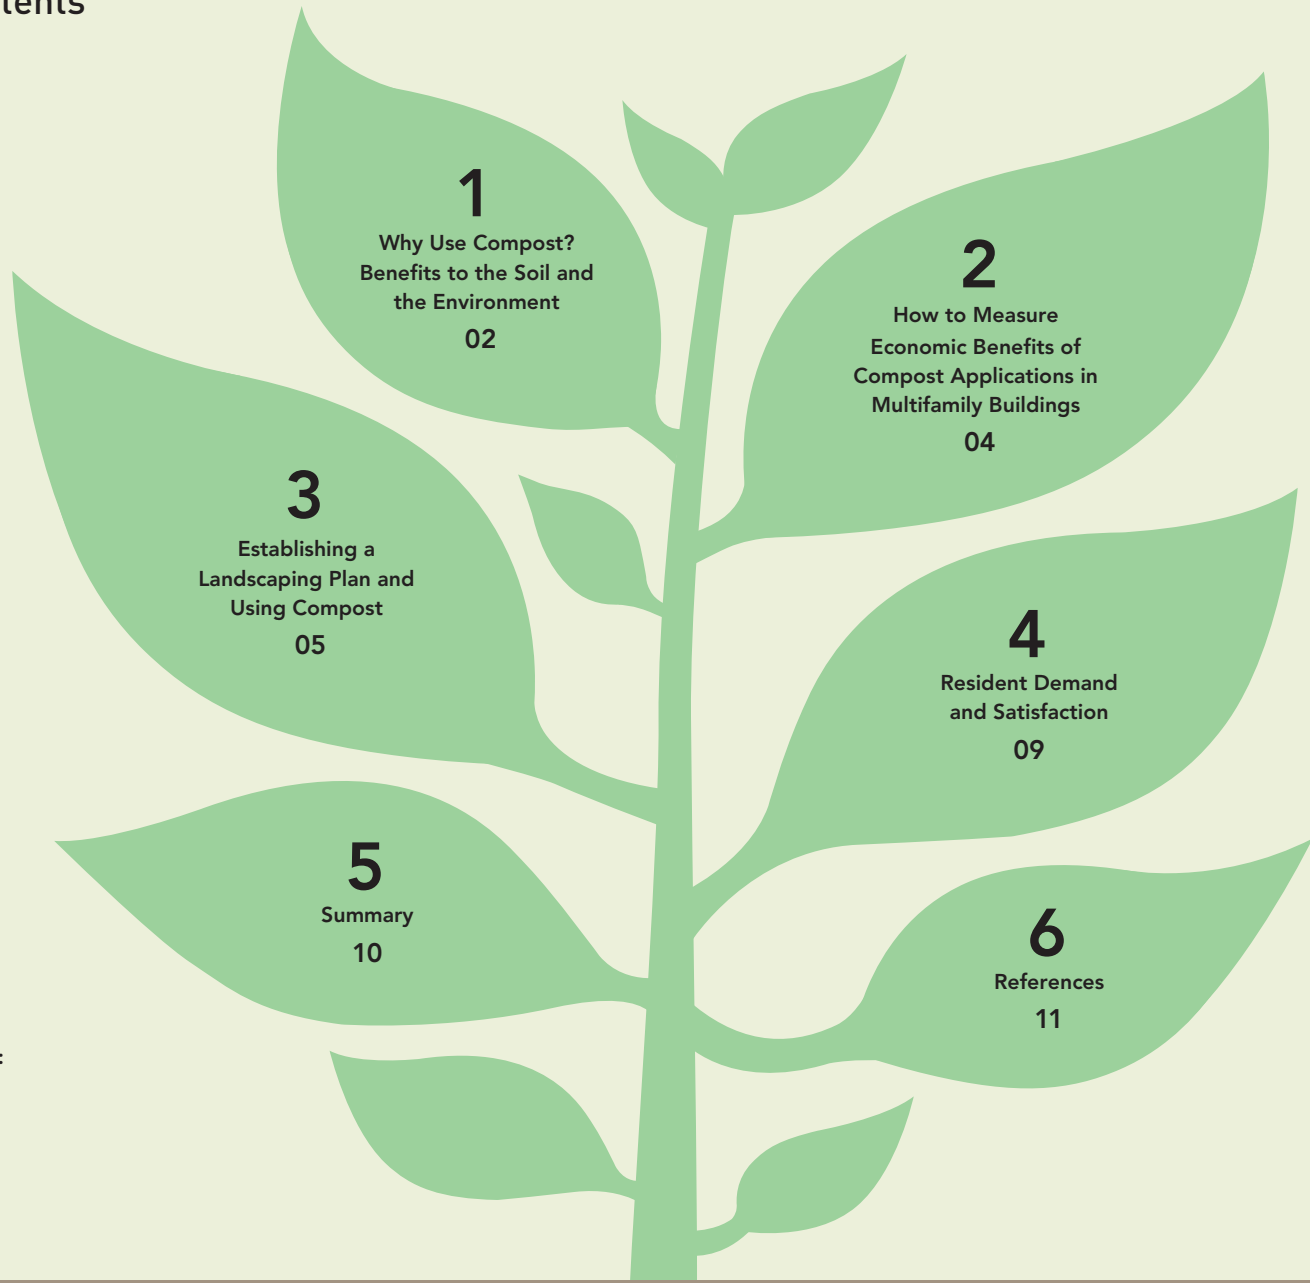 1
Why Use Compost?
Benefits to the Soil and
the Environment
02
2
How to Measure
Economic Benefits of
Compost Applications in
Multifamily Buildings
04
3
Establishing a
Landscaping Plan and
Using Compost
05
4
Resident Demand
and Satisfaction
09
5
Summary
10
6
References
11